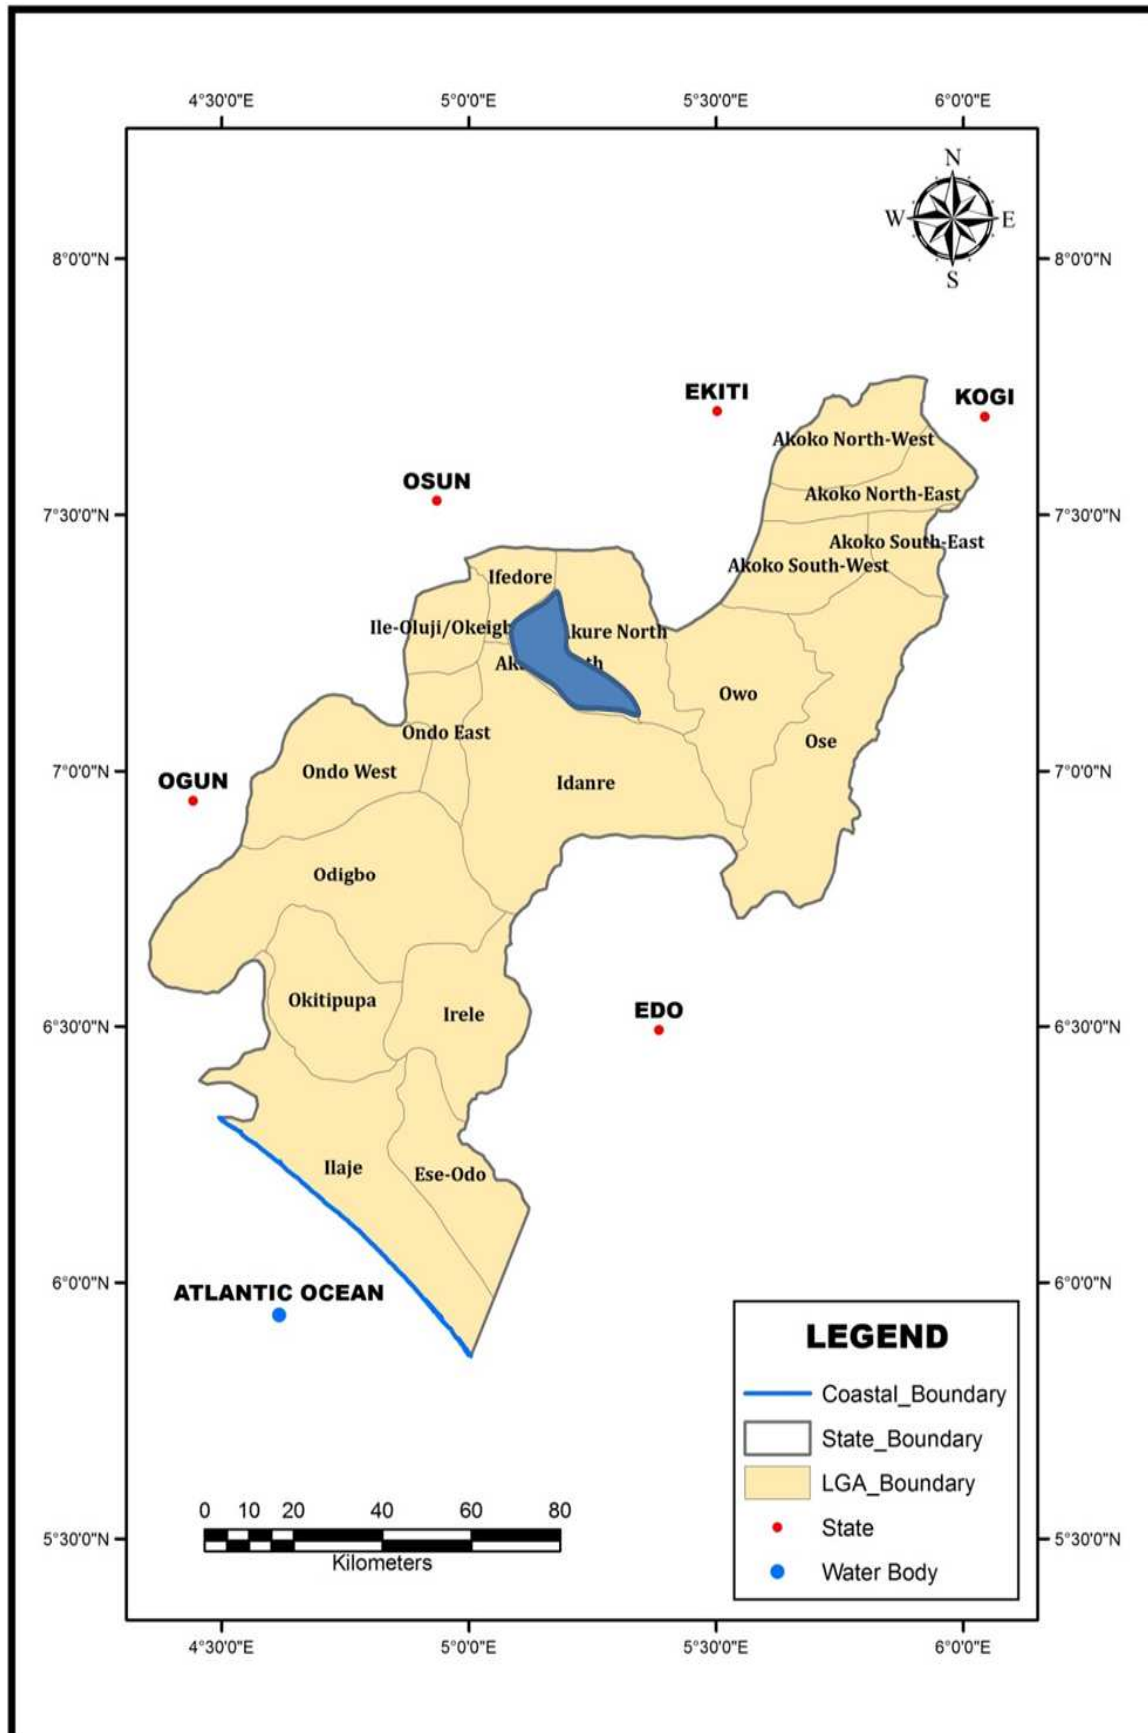 4°30'0"E 5°0'0"E 5°30'0"E 6°0'0"E
N
W E
S
8°0'0"N 8°0'0"N
EKITI
KOGI
Akoko North-West
OSUN
Akoko North-East
7°30'0"N 7°30'0"N
Akoko South-East
Akoko South-West
Ifedore
Ile-Oluji/Okeigb
kure North
Ak th
Owo
Ondo East
Ose
Ondo West
7°0'0"N 7°0'0"N
OGUN
Idanre
Odigbo
Okitipupa
Irele
EDO
6°30'0"N 6°30'0"N
Ilaje
Ese-Odo
6°0'0"N 6°0'0"N
ATLANTIC OCEAN
LEGEND
Coastal_Boundary
State_Boundary
LGA_Boundary
State
Water Body
0 10 20 40 60 80
Kilometers
5°30'0"N 5°30'0"N
4°30'0"E 5°0'0"E 5°30'0"E 6°0'0"E